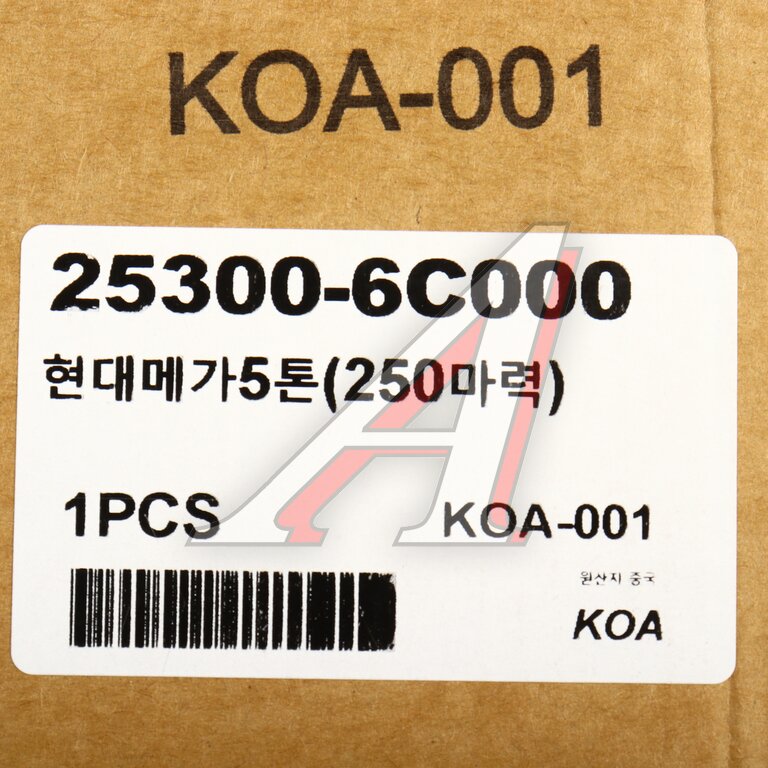 KOA-001
25300-6C000
현대메가5톤(250마력)
1PCS KOA-001
원산지 중국
KOA